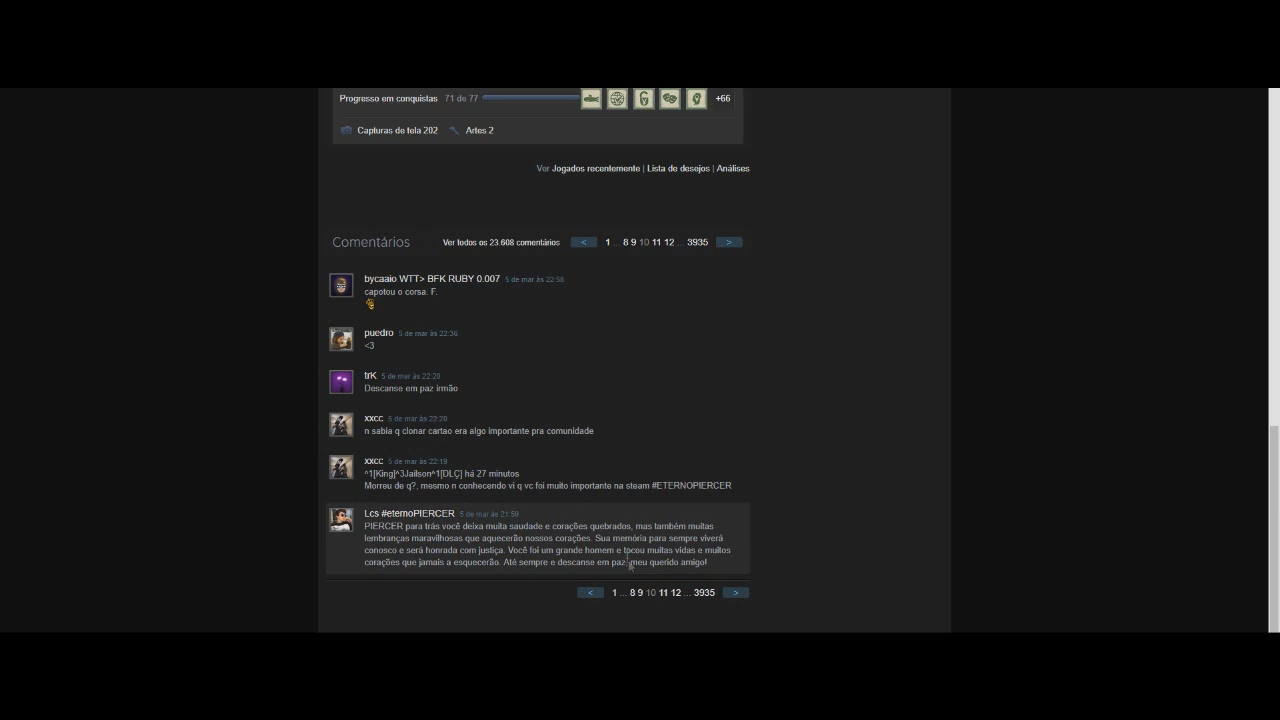 Progresso em conquistas 71 de 77 +66
Capturas de tela 202 Artes 2
Ver Jogados recentemente | Lista de desejos | Análises
Comentários Ver todos os 23.608 comentários < 1 ... 8 9 10 11 12 ... 3935 >
bycaaio WTT> BFK RUBY 0.007 5 de mar às 22:58
capotou o corsa. F.
puedro 5 de mar às 22:36
<3
trK 5 de mar às 22:20
Descanse em paz irmão
xxcc 5 de mar às 22:20
n sabia q clonar cartao era algo importante pra comunidade
xxcc 5 de mar às 22:19
^1[King]^3Jailson^1[DLÇ] há 27 minutos
Morreu de q?, mesmo n conhecendo vi q vc foi muito importante na steam #ETERNOPIERCER
Lcs #eternoPIERCER 5 de mar às 21:59
PIERCER para trás você deixa muita saudade e corações quebrados, mas também muitas
lembranças maravilhosas que aquecerão nossos corações. Sua memória para sempre viverá
conosco e será honrada com justiça. Você foi um grande homem e tocou muitas vidas e muitos
corações que jamais a esquecerão. Até sempre e descanse em paz, meu querido amigo!
< 1 ... 8 9 10 11 12 ... 3935 >